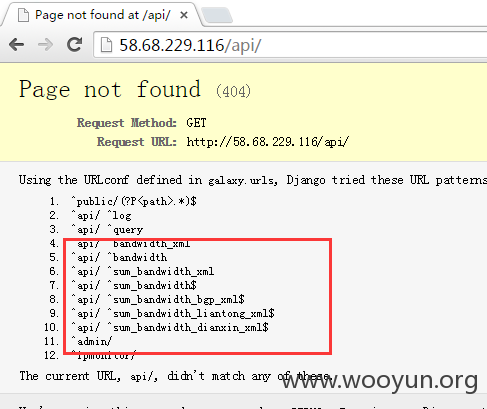 Page not found at /api/
58.68.229.116/api/
Page not found (404)
Request Method: GET
Request URL: http://58.68.229.116/api/
Using the URLconf defined in galaxy.urls, Django tried these URL patterns
1. ^public/(?P<path>.*)$
2. ^api/ ^log
3. ^api/ ^query
4. ^api/ ^bandwidth_xml
5. ^api/ ^bandwidth
6. ^api/ ^sum_bandwidth_xml
7. ^api/ ^sum_bandwidth$
8. ^api/ ^sum_bandwidth_bgp_xml$
9. ^api/ ^sum_bandwidth_liantong_xml$
10. ^api/ ^sum_bandwidth_dianxin_xml$
11. ^admin/
12. ^ipmonitor/
The current URL, api/, didn't match any of these.
www.wooyun.org